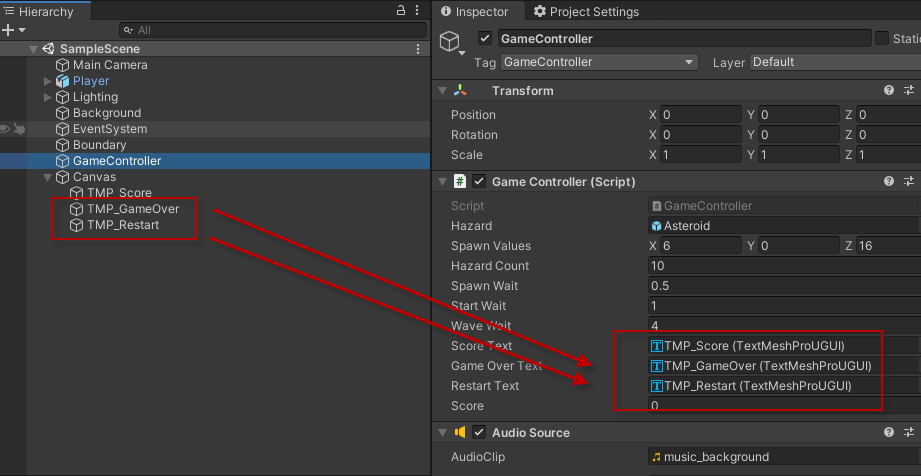 Hierarchy
All
SampleScene
Main Camera
Player
Lighting
Background
EventSystem
Boundary
GameController
Canvas
TMP_Score
TMP_GameOver
TMP_Restart
Inspector
Project Settings
GameController
Stati
Tag GameController Layer Default
Transform
Position X 0 Y 0 Z 0
Rotation X 0 Y 0 Z 0
Scale X 1 Y 1 Z 1
# Game Controller (Script)
Script # GameController
Hazard Asteroid
Spawn Values X 6 Y 0 Z 16
Hazard Count 10
Spawn Wait 0.5
Start Wait 1
Wave Wait 4
Score Text T TMP_Score (TextMeshProUGUI)
Game Over Text T TMP_GameOver (TextMeshProUGUI)
Restart Text T TMP_Restart (TextMeshProUGUI)
Score 0
Audio Source
AudioClip music_background